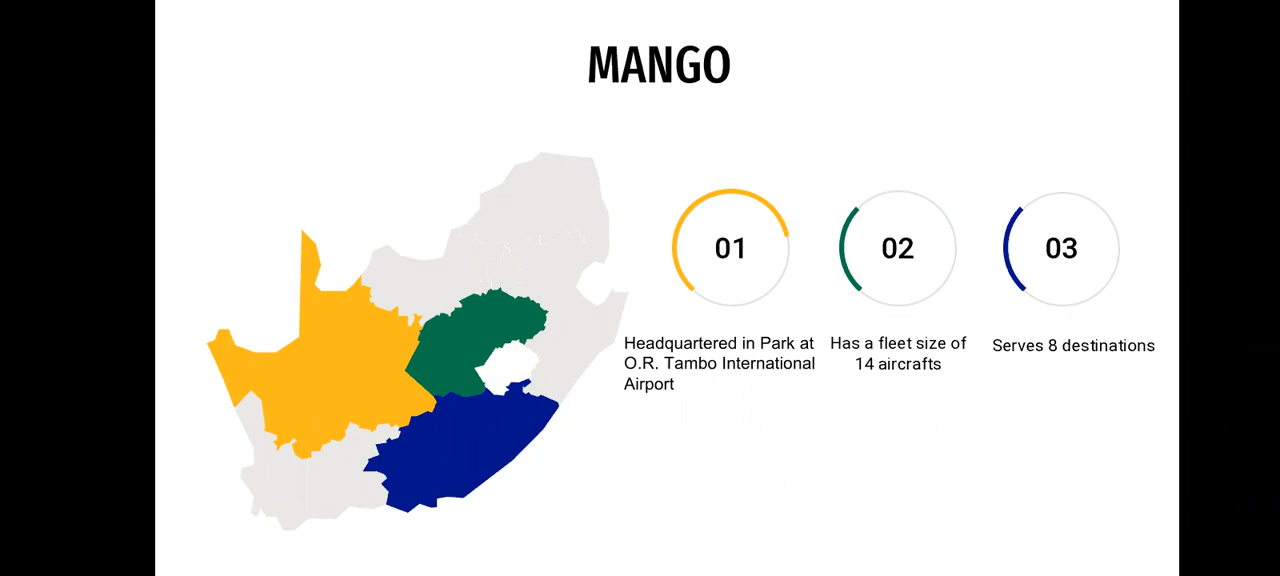 MANGO
01
02
03
Headquartered in Park at
O.R. Tambo International
Airport
Has a fleet size of
14 aircrafts
Serves 8 destinations